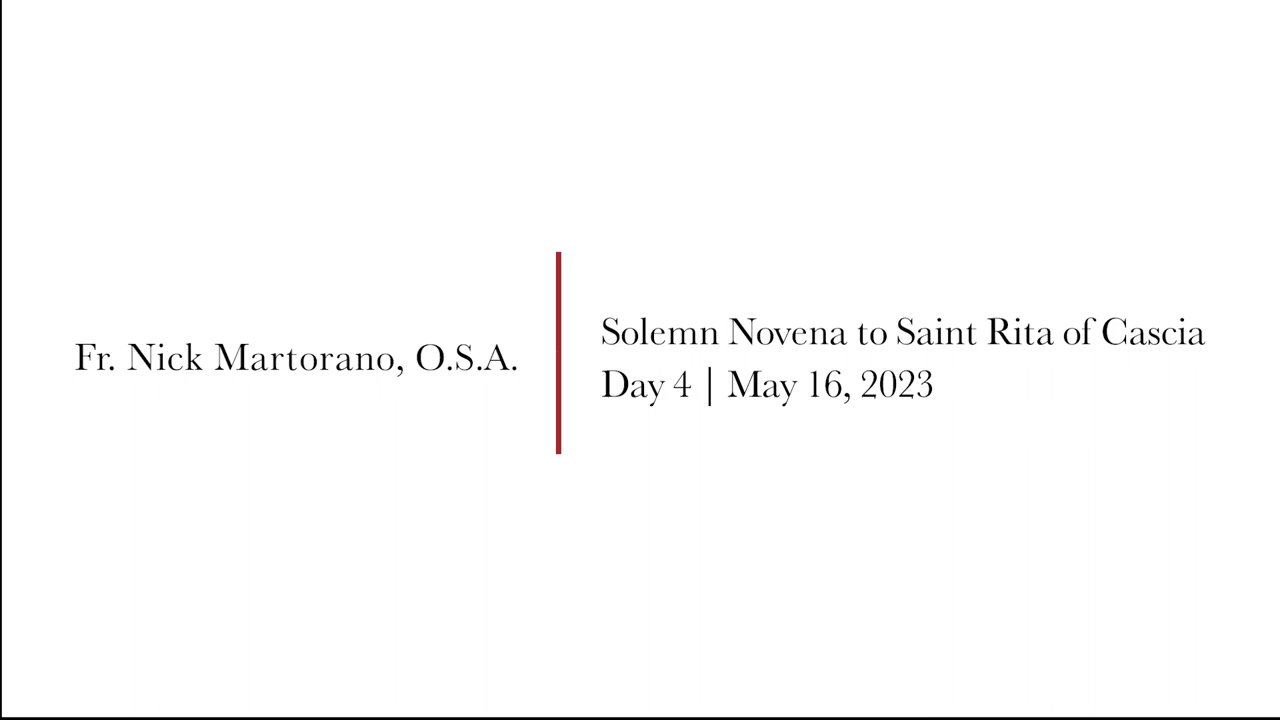 Fr. Nick Martorano, O.S.A.
Solemn Novena to Saint Rita of Cascia
Day 4 | May 16, 2023